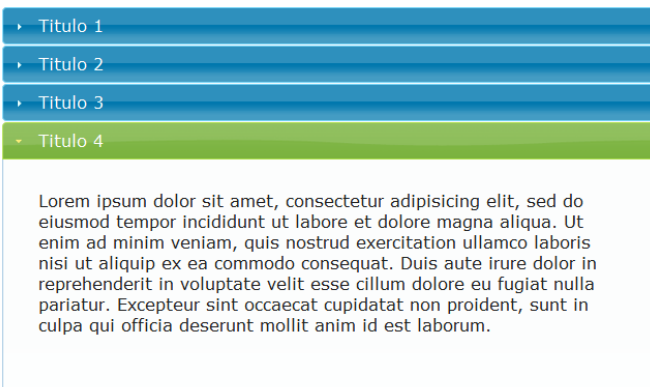 Titulo 1
Titulo 2
Titulo 3
Titulo 4
Lorem ipsum dolor sit amet, consectetur adipisicing elit, sed do
eiusmod tempor incididunt ut labore et dolore magna aliqua. Ut
enim ad minim veniam, quis nostrud exercitation ullamco laboris
nisi ut aliquip ex ea commodo consequat. Duis aute irure dolor in
reprehenderit in voluptate velit esse cillum dolore eu fugiat nulla
pariatur. Excepteur sint occaecat cupidatat non proident, sunt in
culpa qui officia deserunt mollit anim id est laborum.